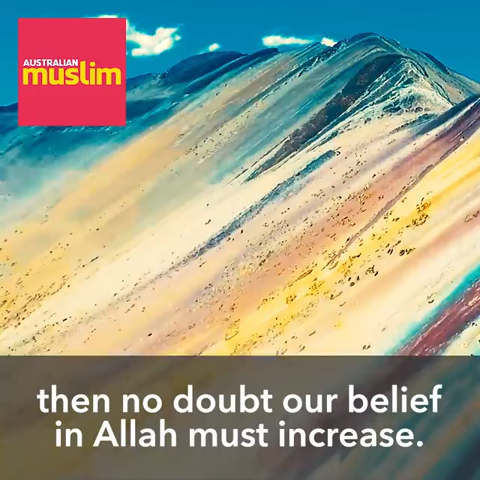 AUSTRALIAN
muslim
then no doubt our belief
in Allah must increase.